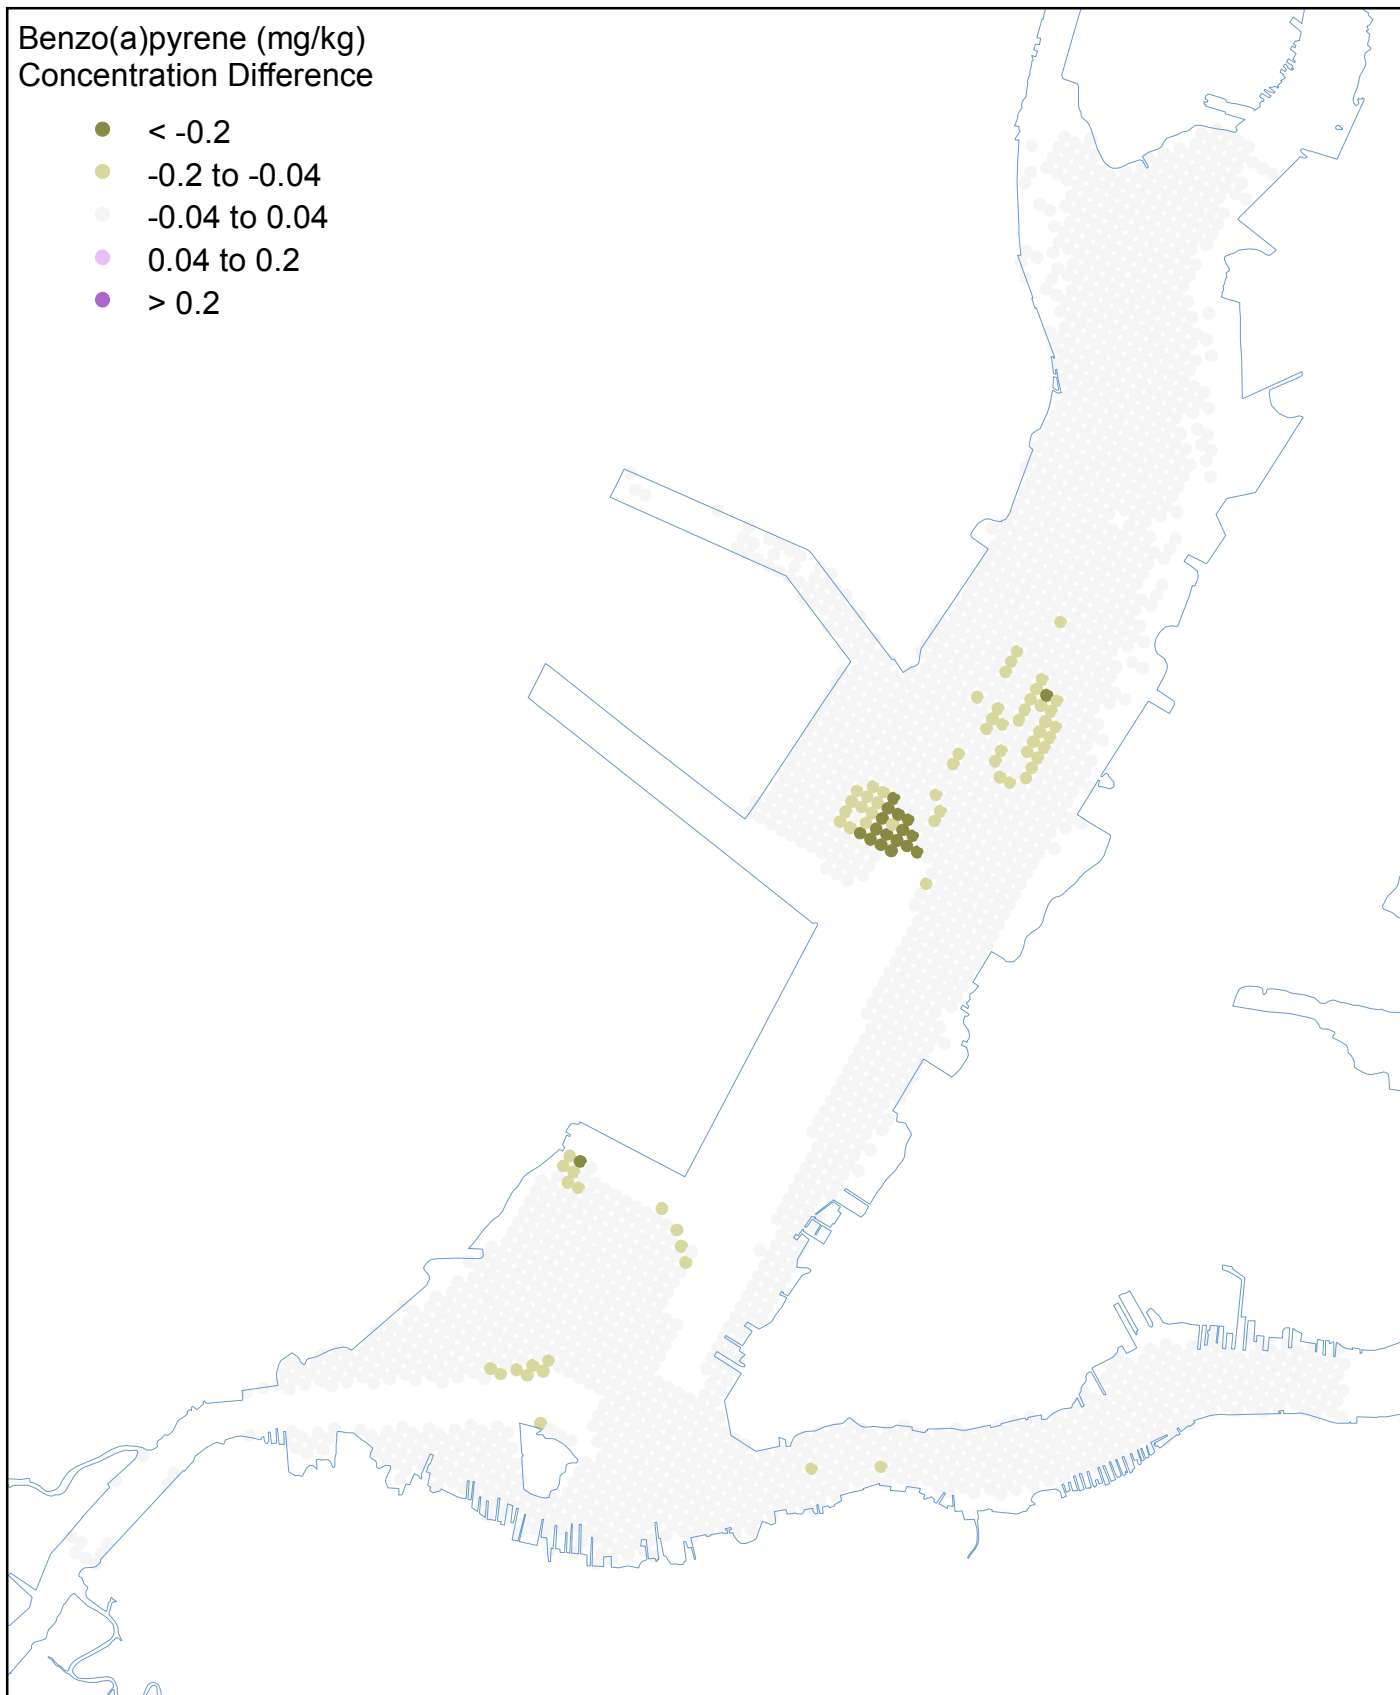 Benzo(a)pyrene (mg/kg)
Concentration Difference
< -0.2
-0.2 to -0.04
-0.04 to 0.04
0.04 to 0.2
> 0.2